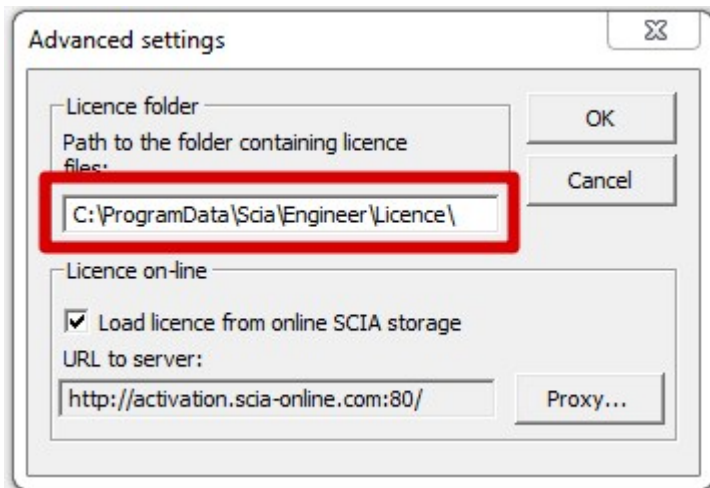 Advanced settings
Licence folder
OK
Path to the folder containing licence
files:
Cancel
C:\ProgramData\Scia\Engineer\Licence\
Licence on-line
Load licence from online SCIA storage
URL to server:
http://activation.scia-online.com:80/
Proxy...